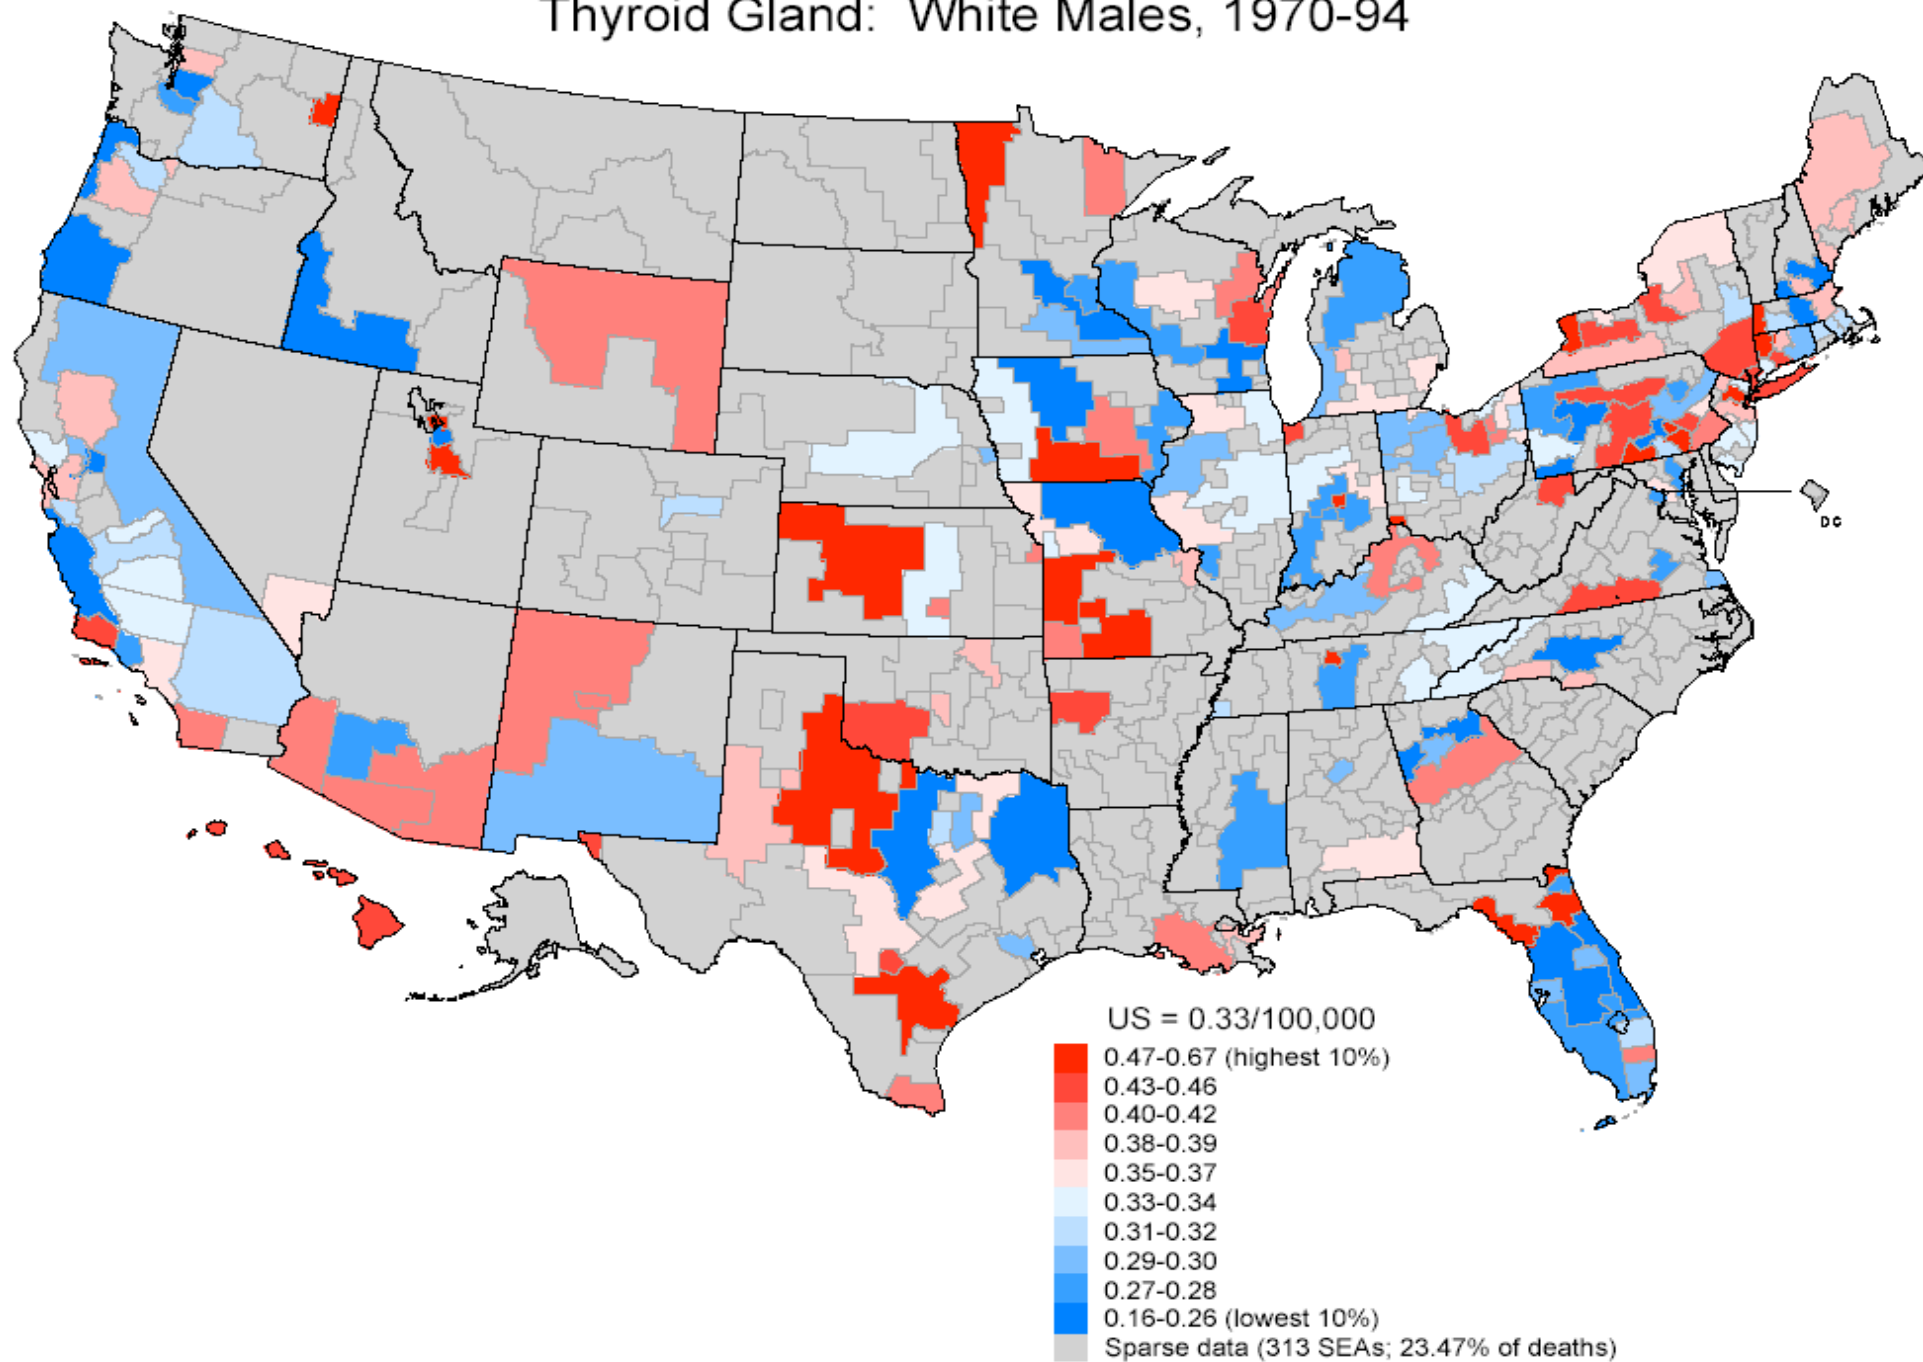 Thyroid Gland: White Males, 1970-94
DC
US = 0.33/100,000
0.47-0.67 (highest 10%)
0.43-0.46
0.40-0.42
0.38-0.39
0.35-0.37
0.33-0.34
0.31-0.32
0.29-0.30
0.27-0.28
0.16-0.26 (lowest 10%)
Sparse data (313 SEAs; 23.47% of deaths)